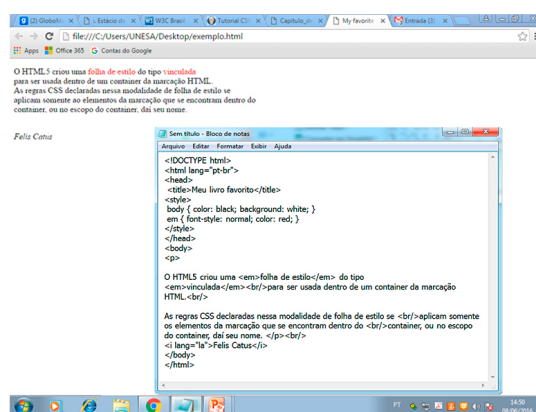 (2) GloboM
Estácio d
W3C Brasil
Tutorial CS
Capitulo_d
My favorite
Entrada (3)
file:///C:/Users/UNESA/Desktop/exemplo.html
Apps Office 365 Contas do Google
O HTML5 criou uma folha de estilo do tipo vinculada
para ser usada dentro de um container da marcação HTML.
As regras CSS declaradas nessa modalidade de folha de estilo se
aplicam somente ao elementos da marcação que se encontram dentro do
container, ou no escopo do container, daí seu nome.
Felis Catus
Sem título - Bloco de notas
Arquivo Editar Formatar Exibir Ajuda
<!DOCTYPE html>
<html lang="pt-br">
<head>
<title>Meu livro favorito</title>
<style>
body { color: black; background: white; }
em { font-style: normal; color: red; }
</style>
</head>
<body>
<p>
O HTML5 criou uma <em>folha de estilo</em> do tipo
<em>vinculada</em><br/>para ser usada dentro de um container da marcação
HTML.<br/>
As regras CSS declaradas nessa modalidade de folha de estilo se <br/>aplicam somente
os elementos da marcação que se encontram dentro do <br/>container, ou no escopo
do container, daí seu nome. </p><br/>
<i lang="la">Felis Catus</i>
</body>
</html>
PT
14:50
08/06/2016